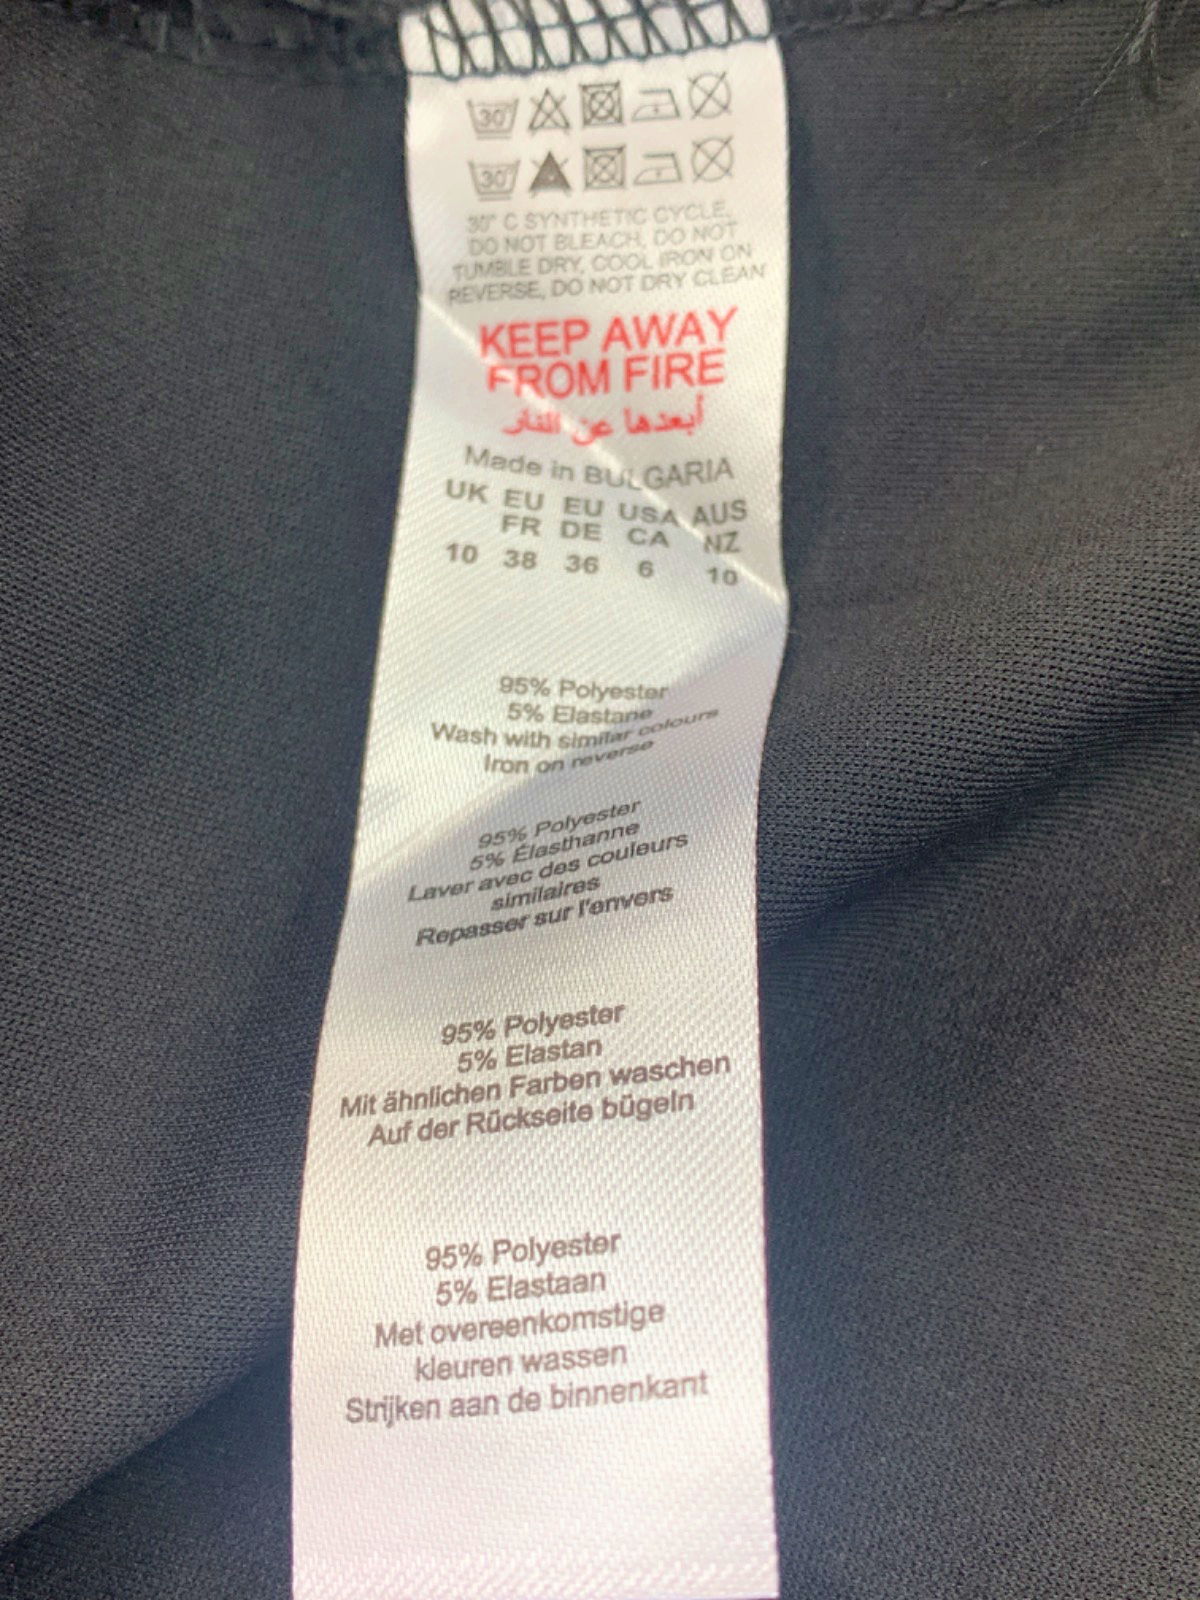 30°
30°
30° C SYNTHETIC CYCLE,
DO NOT BLEACH, DO NOT
TUMBLE DRY, COOL IRON ON
REVERSE, DO NOT DRY CLEAN
KEEP AWAY
FROM FIRE
أبعدها عن النار
Made in BULGARIA
UK EU EU USA AUS
FR DE CA NZ
10 38 36 6 10
95% Polyester
5% Elastane
Wash with similar colours
Iron on reverse
95% Polyester
5% Élasthanne
Laver avec des couleurs
similaires
Repasser sur l'envers
95% Polyester
5% Elastan
Mit ähnlichen Farben waschen
Auf der Rückseite bügeln
95% Polyester
5% Elastaan
Met overeenkomstige
kleuren wassen
Strijken aan de binnenkant